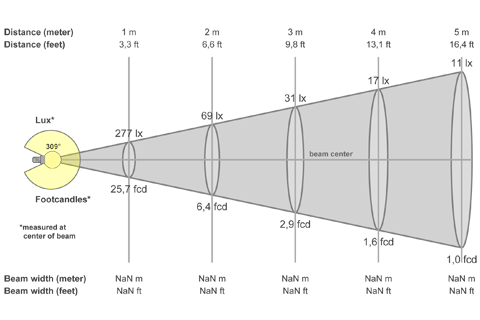 Distance (meter) 1 m 2 m 3 m 4 m 5 m
Distance (feet) 3,3 ft 6,6 ft 9,8 ft 13,1 ft 16,4 ft
11 lx
17 lx
31 lx
69 lx
277 lx
Lux*
309°
beam center
Footcandles*
25,7 fcd
6,4 fcd
2,9 fcd
1,6 fcd
1,0 fcd
*measured at
center of beam
Beam width (meter) NaN m NaN m NaN m NaN m NaN m
Beam width (feet) NaN ft NaN ft NaN ft NaN ft NaN ft